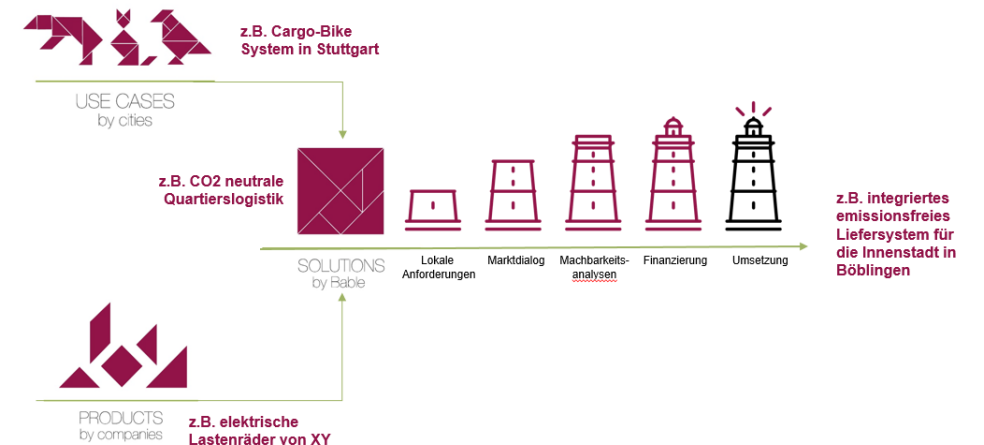 z.B. Cargo-Bike
System in Stuttgart
USE CASES
by cities
z.B. CO2 neutrale
Quartierslogistik
SOLUTIONS
by Bable
Lokale
Anforderungen
Marktdialog
Machbarkeits-
analysen
Finanzierung
Umsetzung
z.B. integriertes
emissionsfreies
Liefersystem für
die Innenstadt in
Böblingen
PRODUCTS
by companies
z.B. elektrische
Lastenräder von XY